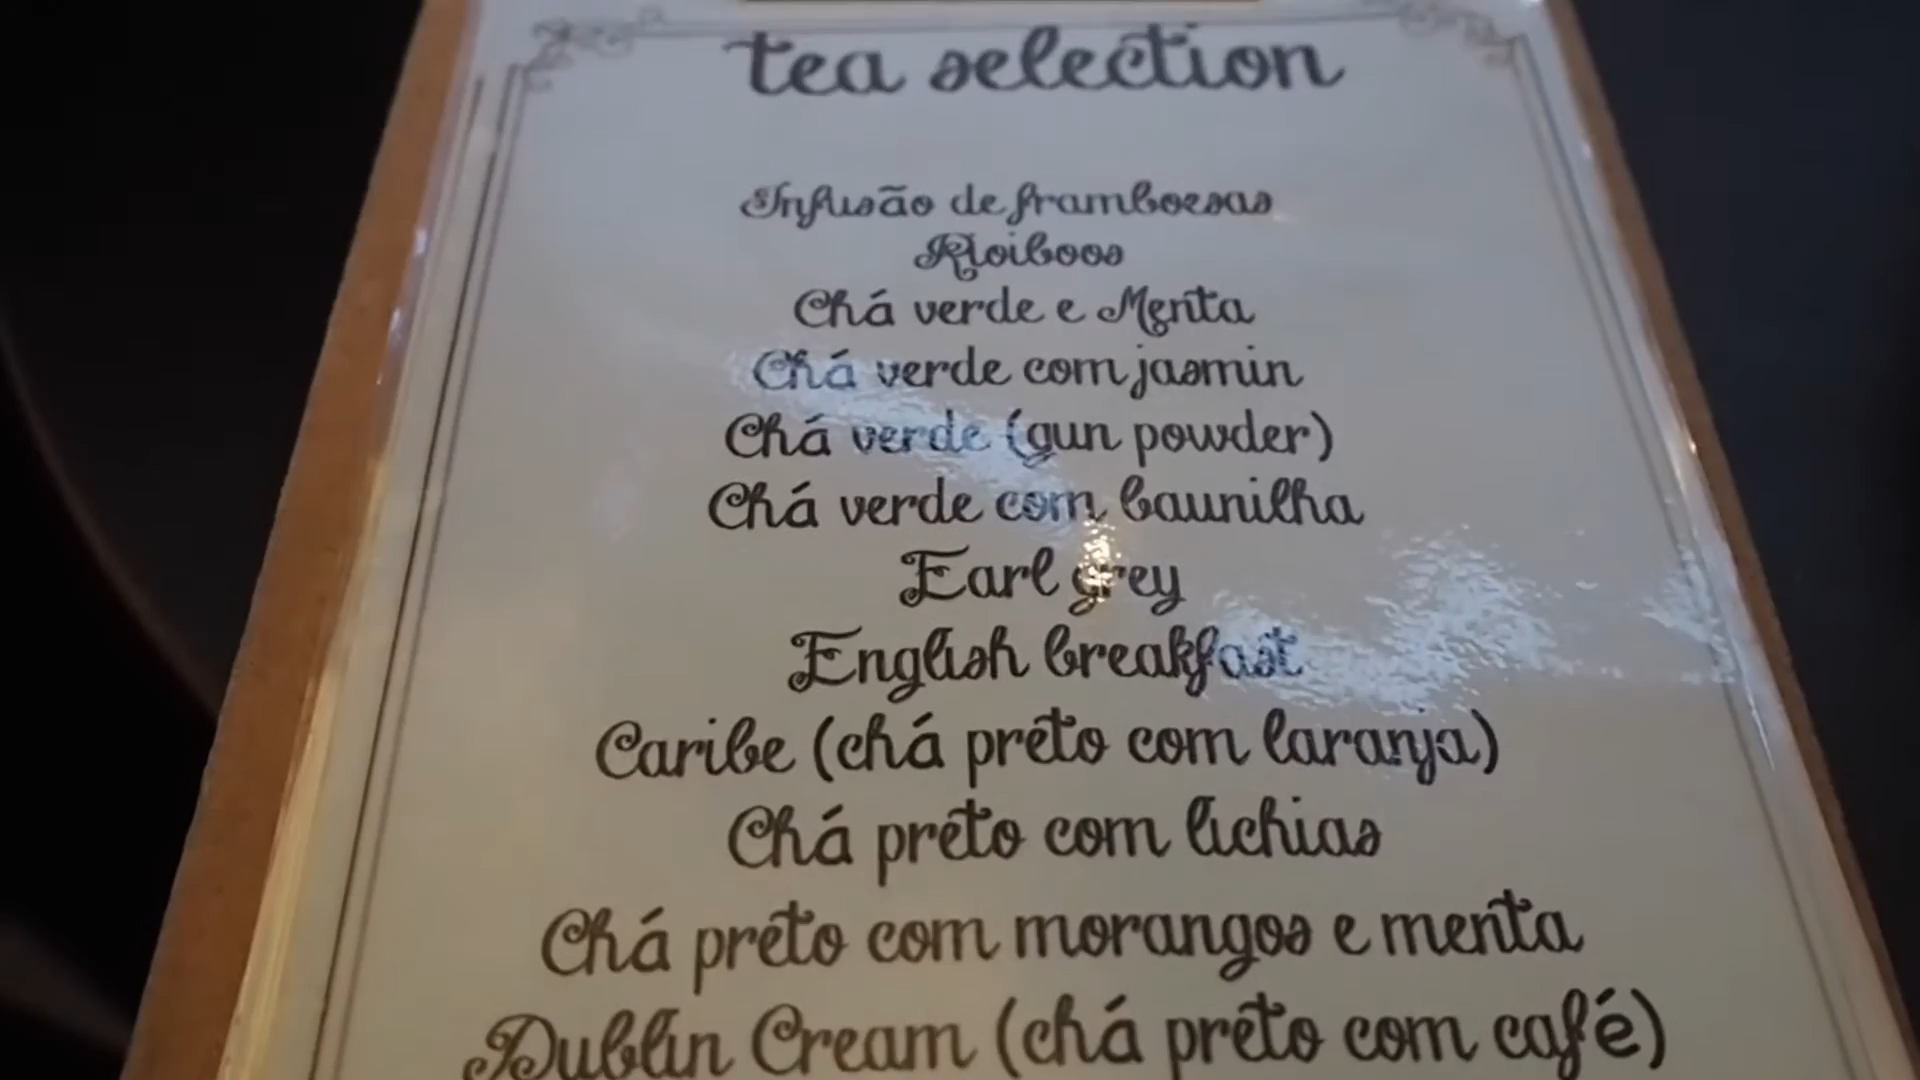 tea selection
Infusão de framboesas
Roiboos
Chá verde e Menta
Chá verde com jasmin
Chá verde (gun powder)
Chá verde com baunilha
Earl grey
English breakfast
Caribe (chá preto com laranja)
Chá preto com lichias
Chá preto com morangos e menta
Dublin Cream (chá preto com café)